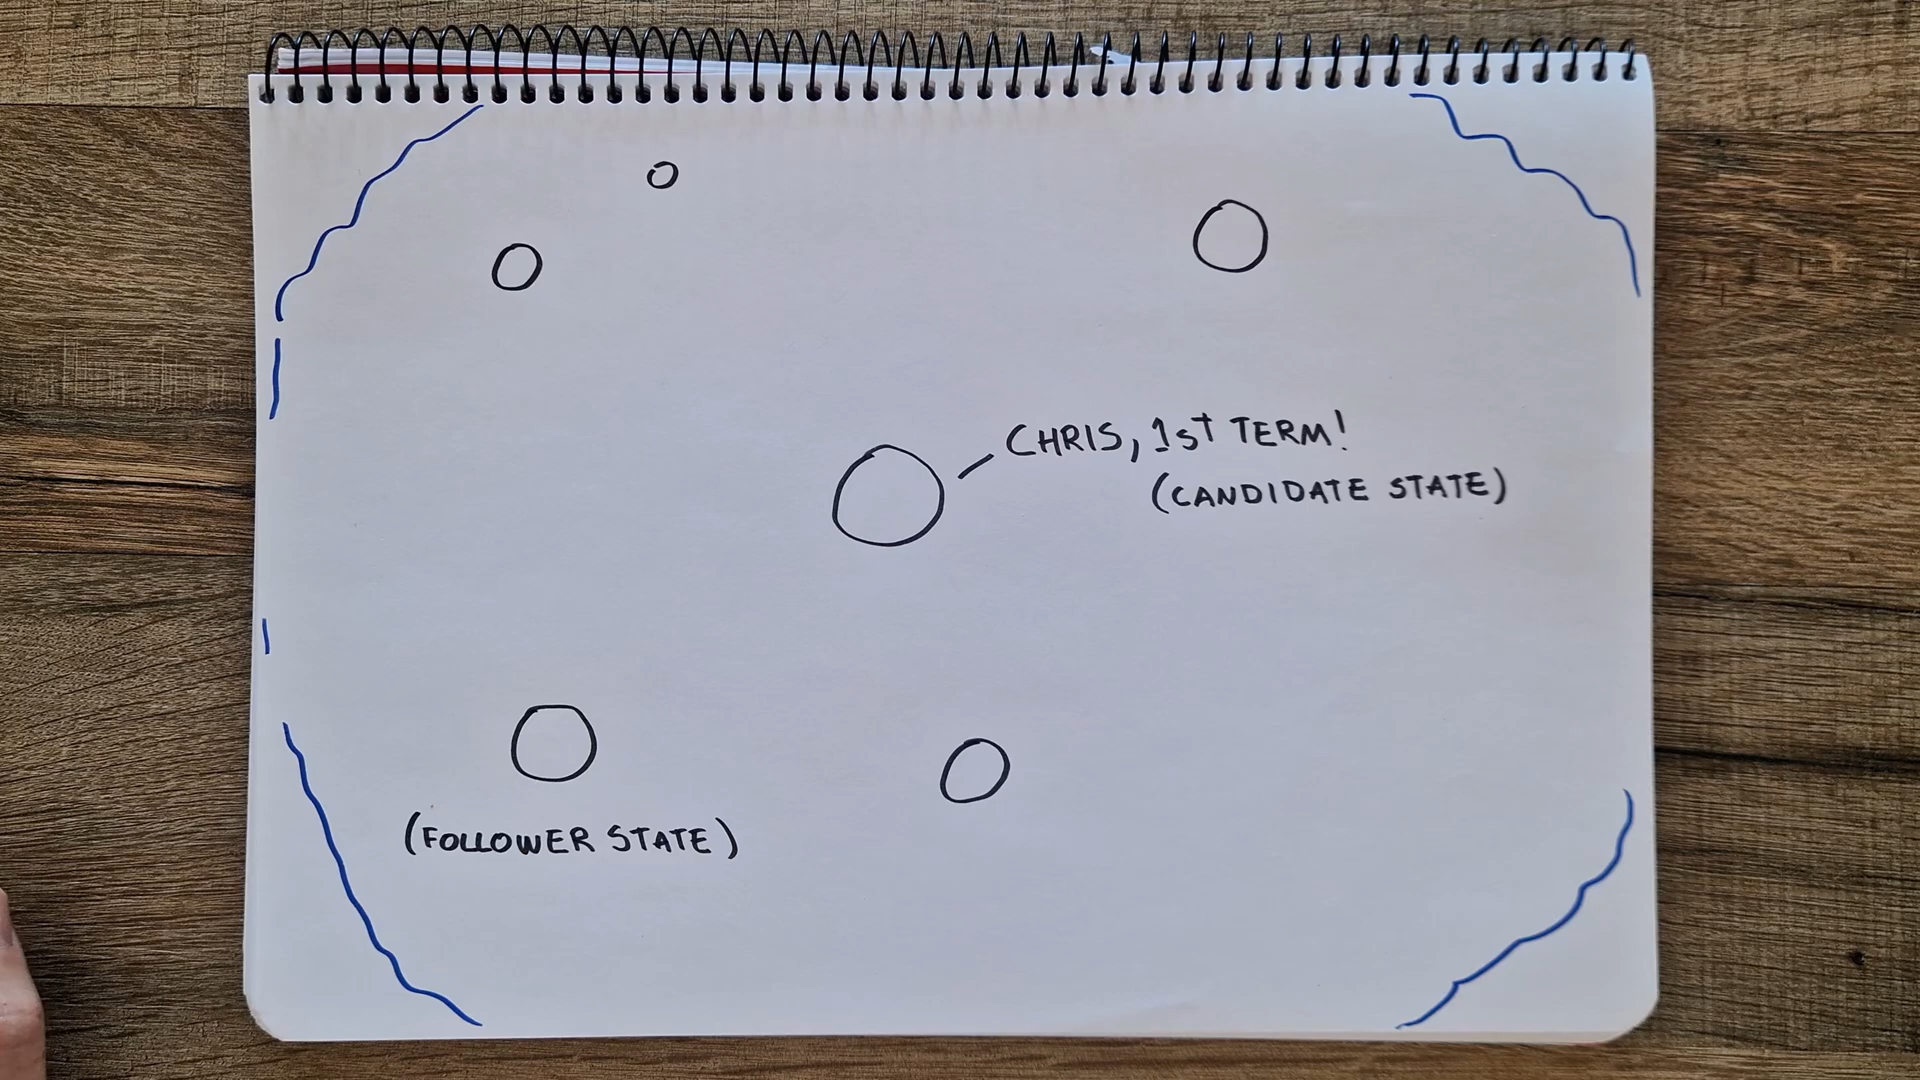 CHRIS, 1st TERM!
(CANDIDATE STATE)
(FOLLOWER STATE)